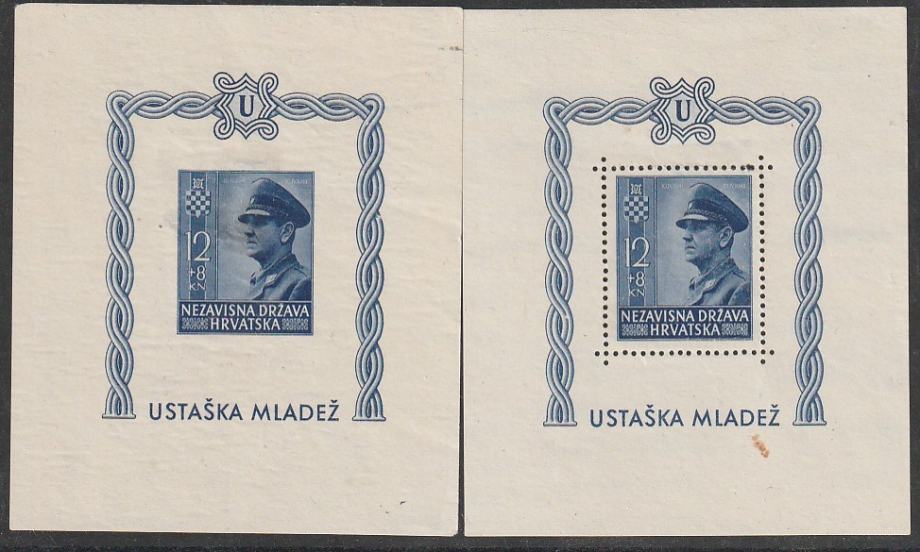 U
12
+8
KN
NEZAVISNA DRŽAVA
HRVATSKA
USTAŠKA MLADEŽ
U
12
+8
KN
NEZAVISNA DRŽAVA
HRVATSKA
USTAŠKA MLADEŽ